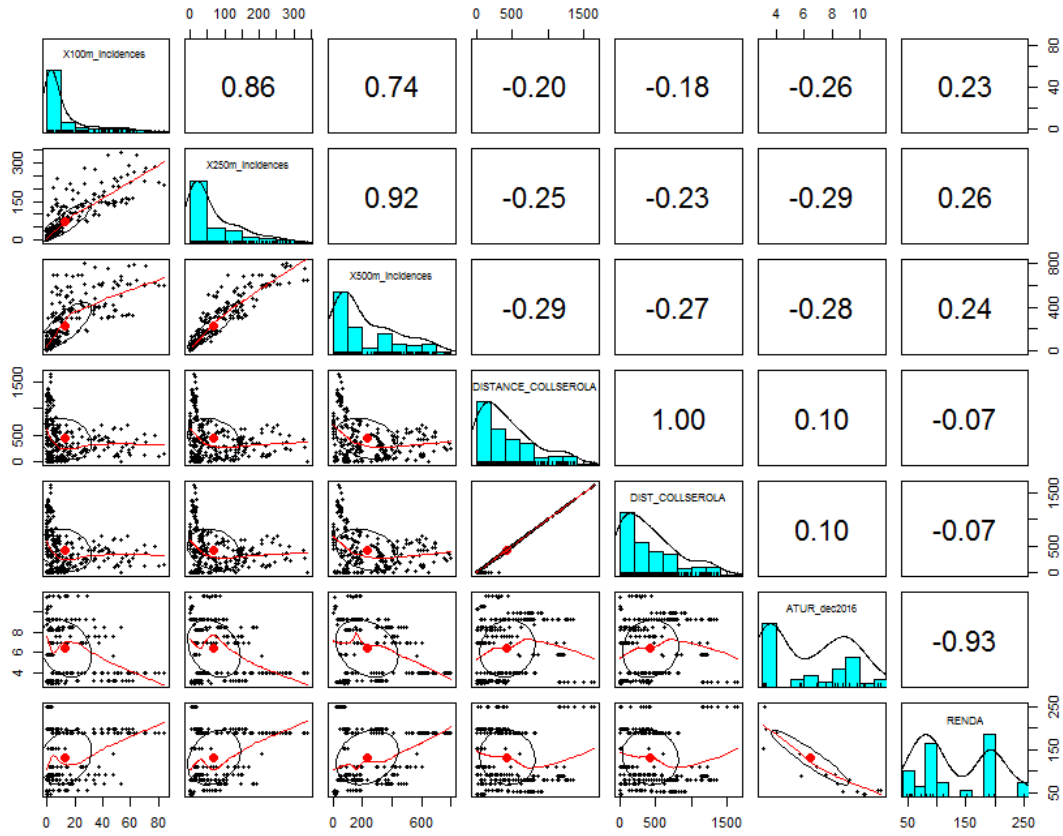 0 100 200 300
0 500 1500
4 6 8 10
X100m_Incidences
0.86
0.74
-0.20
-0.18
-0.26
0.23
0 40 80
0 150 300
X250m_Incidences
0.92
-0.25
-0.23
-0.29
0.26
X500m_Incidences
-0.29
-0.27
-0.28
0.24
0 400 800
0 500 1500
DISTANCE_COLLSEROLA
1.00
0.10
-0.07
DIST_COLLSEROLA
0.10
-0.07
0 500 1500
4 6 8
ATUR_dec2016
-0.93
50 150 250
RENDA
0 20 40 60 80
0 200 600
0 500 1500
50 100 150 200 250